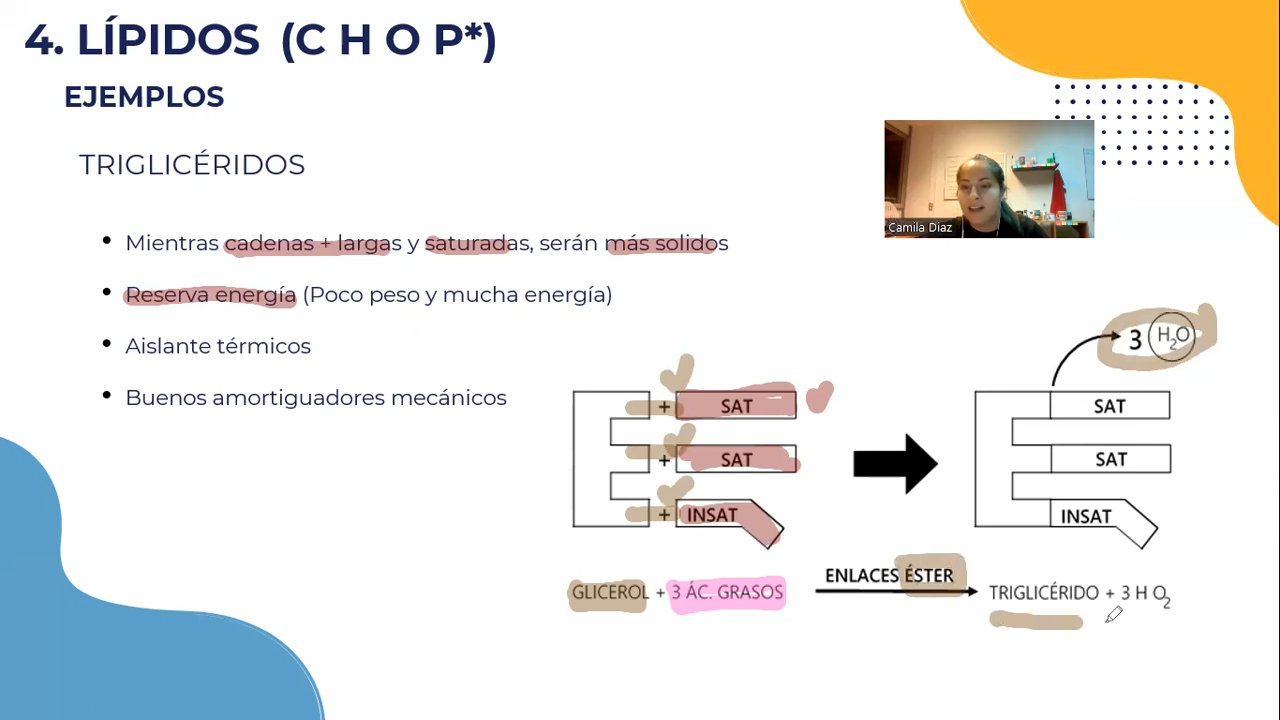 4. LÍPIDOS (C H O P*)
EJEMPLOS
TRIGLICÉRIDOS
• Mientras cadenas + largas y saturadas, serán más solidos
• Reserva energía (Poco peso y mucha energía)
• Aislante térmicos
• Buenos amortiguadores mecánicos
Camila Diaz
3 H2O
+ SAT
+ SAT
+ INSAT
SAT
SAT
INSAT
GLICEROL + 3 ÁC. GRASOS
ENLACES ÉSTER
TRIGLICÉRIDO + 3 H O2